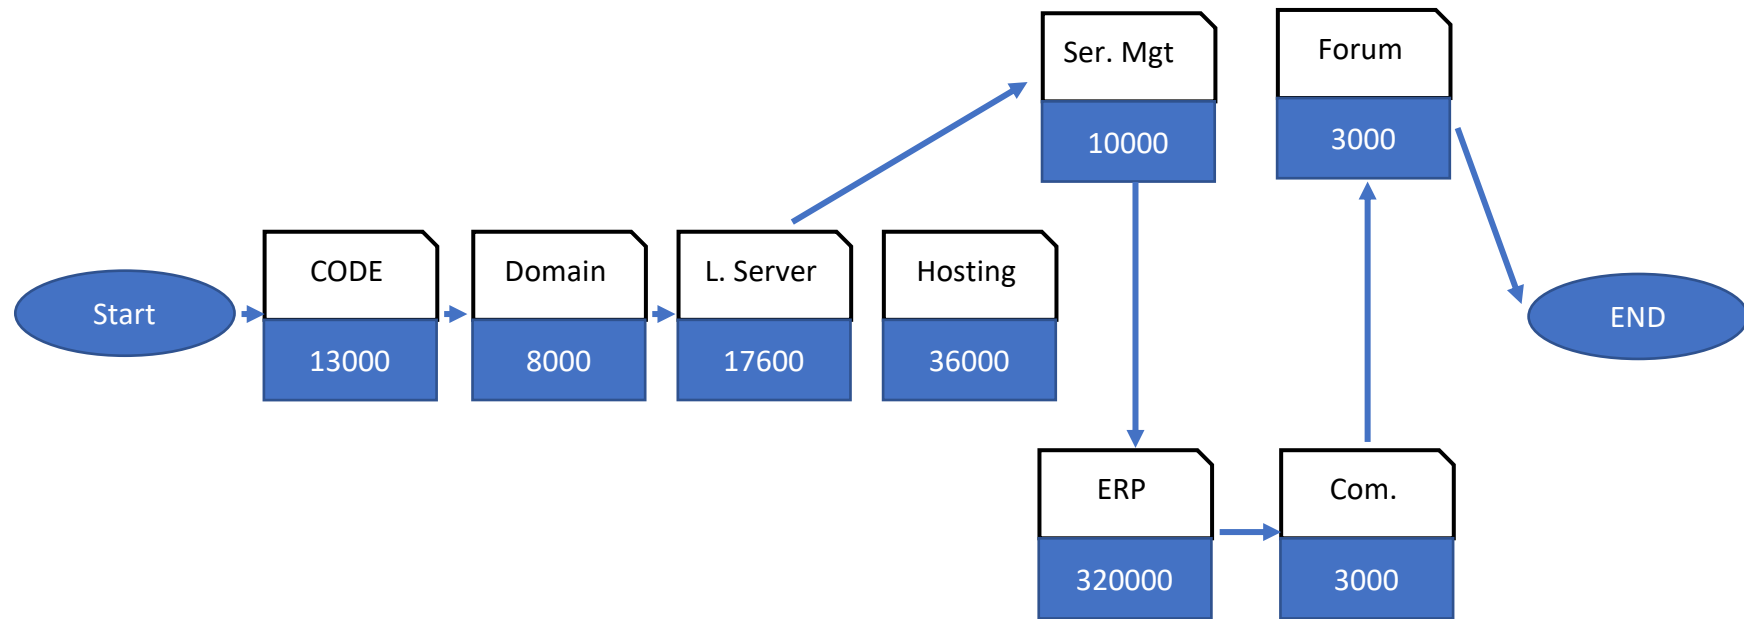 Start
CODE
13000
Domain
8000
L. Server
17600
Hosting
36000
Ser. Mgt
10000
ERP
320000
Com.
3000
Forum
3000
END